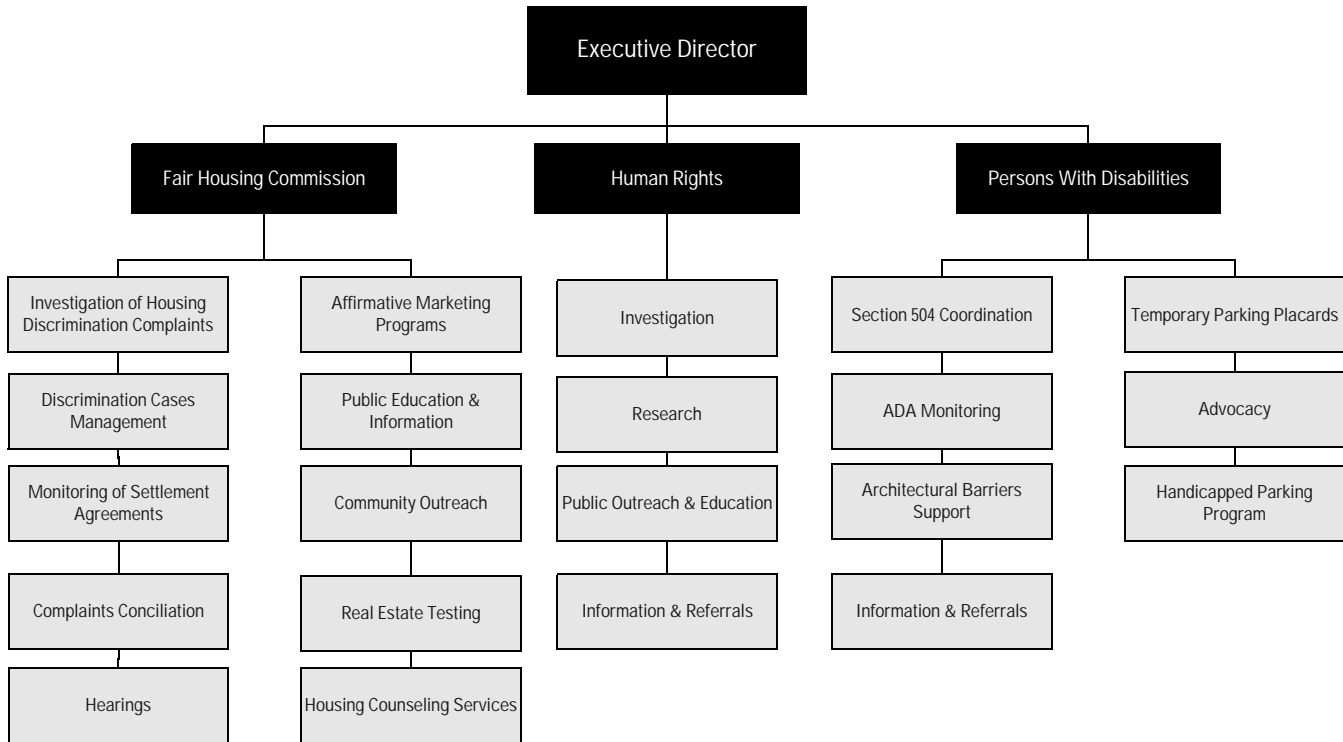 Executive Director
Fair Housing Commission
Human Rights
Persons With Disabilities
Investigation of Housing
Discrimination Complaints
Discrimination Cases
Management
Monitoring of Settlement
Agreements
Complaints Conciliation
Hearings
Affirmative Marketing
Programs
Public Education &
Information
Community Outreach
Real Estate Testing
Housing Counseling Services
Investigation
Research
Public Outreach & Education
Information & Referrals
Section 504 Coordination
ADA Monitoring
Architectural Barriers
Support
Information & Referrals
Temporary Parking Placards
Advocacy
Handicapped Parking
Program